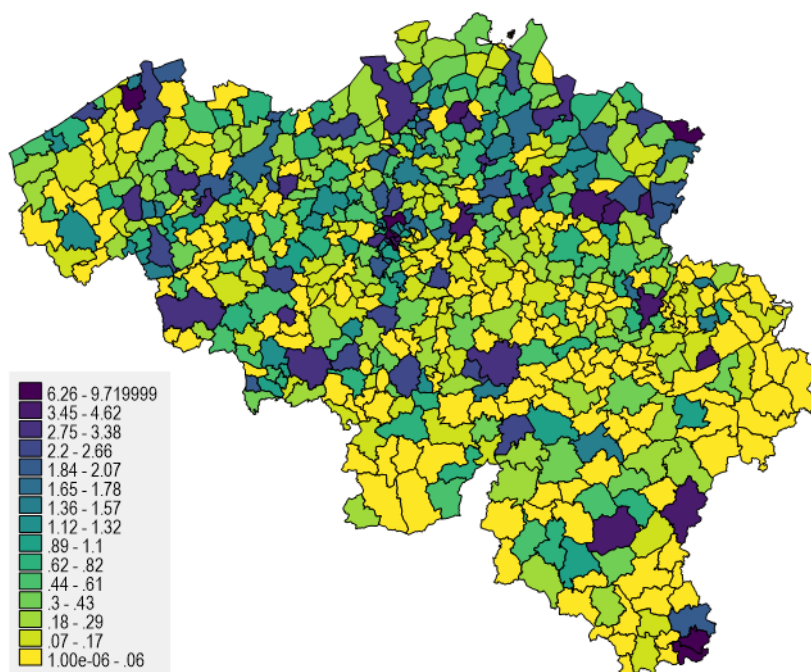 6.26 - 9.719999
3.45 - 4.62
2.75 - 3.38
2.2 - 2.66
1.84 - 2.07
1.65 - 1.78
1.36 - 1.57
1.12 - 1.32
.89 - 1.1
.62 - .82
.44 - .61
.3 - .43
.18 - .29
.07 - .17
1.00e-06 - .06